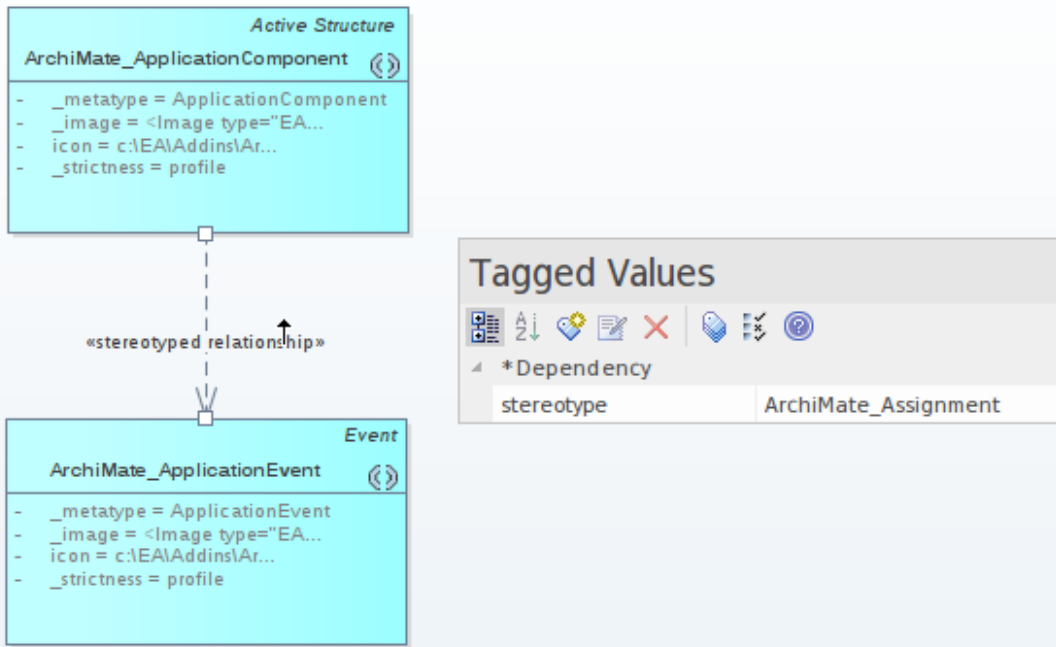 Active Structure
ArchiMate_ApplicationComponent
- _metatype = ApplicationComponent
- _image = <Image type="EA...
- icon = c:\EA\Addins\Ar...
- _strictness = profile
«stereotyped relationship»
Tagged Values
*Dependency
stereotype ArchiMate_Assignment
Event
ArchiMate_ApplicationEvent
- _metatype = ApplicationEvent
- _image = <Image type="EA...
- icon = c:\EA\Addins\Ar...
- _strictness = profile